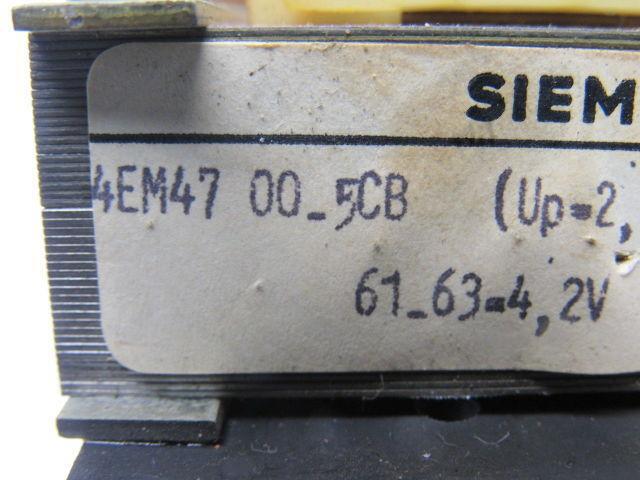 SIEM
4EM47 00_5CB (Up=2,
61_63=4,2V